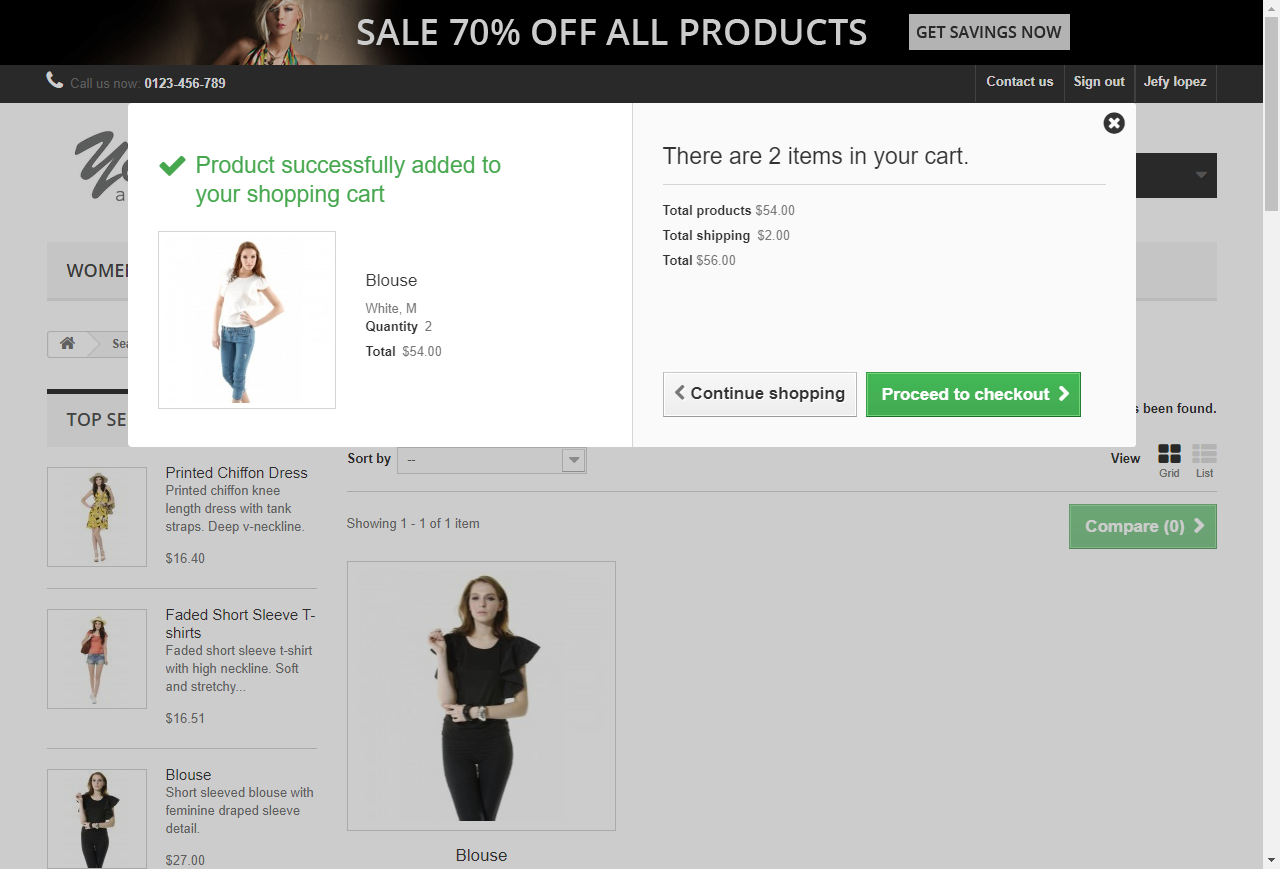 SALE 70% OFF ALL PRODUCTS
GET SAVINGS NOW
Call us now: 0123-456-789
Contact us
Sign out
Jefy lopez
Product successfully added to
your shopping cart
Blouse
White, M
Quantity 2
Total $54.00
There are 2 items in your cart.
Total products $54.00
Total shipping $2.00
Total $56.00
Continue shopping
Proceed to checkout
been found.
Sort by
--
View
Grid
List
Showing 1 - 1 of 1 item
Compare (0)
Blouse
Printed Chiffon Dress
Printed chiffon knee
length dress with tank
straps. Deep v-neckline.
$16.40
Faded Short Sleeve T-
shirts
Faded short sleeve t-shirt
with high neckline. Soft
and stretchy...
$16.51
Blouse
Short sleeved blouse with
feminine draped sleeve
detail.
$27.00